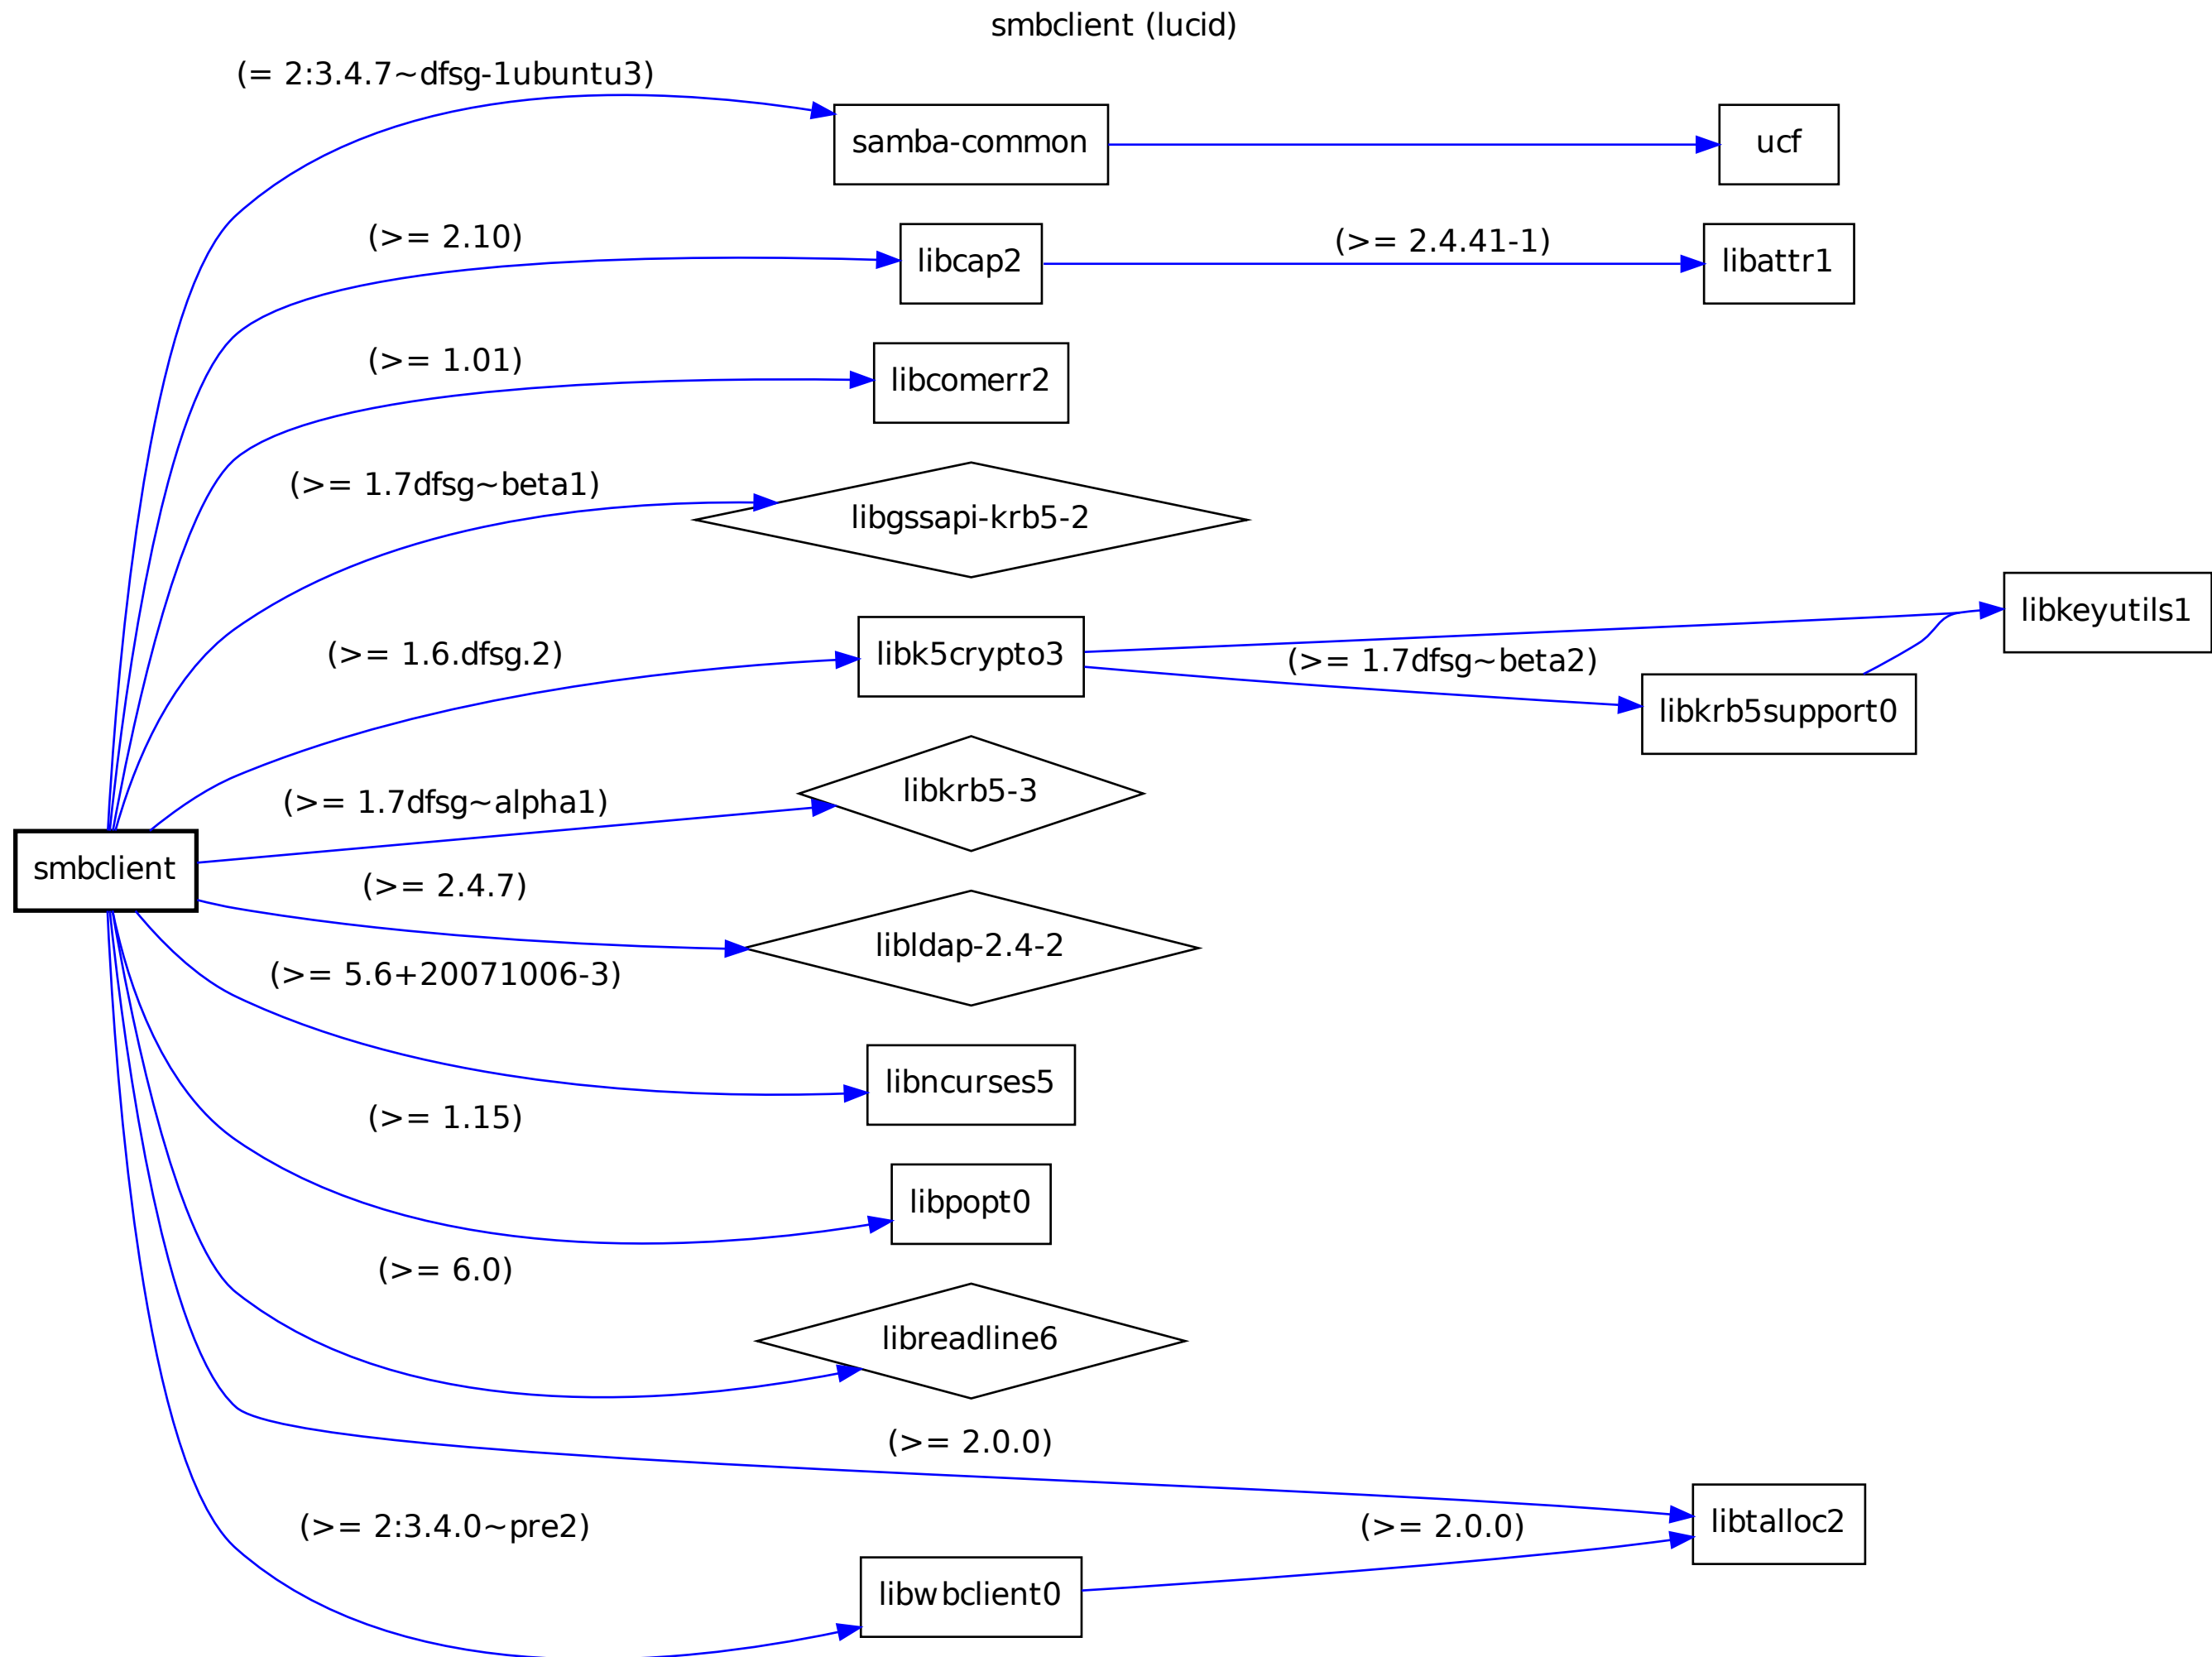 smbclient (lucid)
(= 2:3.4.7~dfsg-1ubuntu3)
samba-common
ucf
(>= 2.10)
libcap2
(>= 2.4.41-1)
libattr1
(>= 1.01)
libcomerr2
(>= 1.7dfsg~beta1)
libgssapi-krb5-2
(>= 1.6.dfsg.2)
libk5crypto3
(>= 1.7dfsg~beta2)
libkeyutils1
libkrb5support0
(>= 1.7dfsg~alpha1)
libkrb5-3
smbclient
(>= 2.4.7)
libldap-2.4-2
(>= 5.6+20071006-3)
libncurses5
(>= 1.15)
libpopt0
(>= 6.0)
libreadline6
(>= 2.0.0)
libtalloc2
(>= 2:3.4.0~pre2)
(>= 2.0.0)
libwbclient0